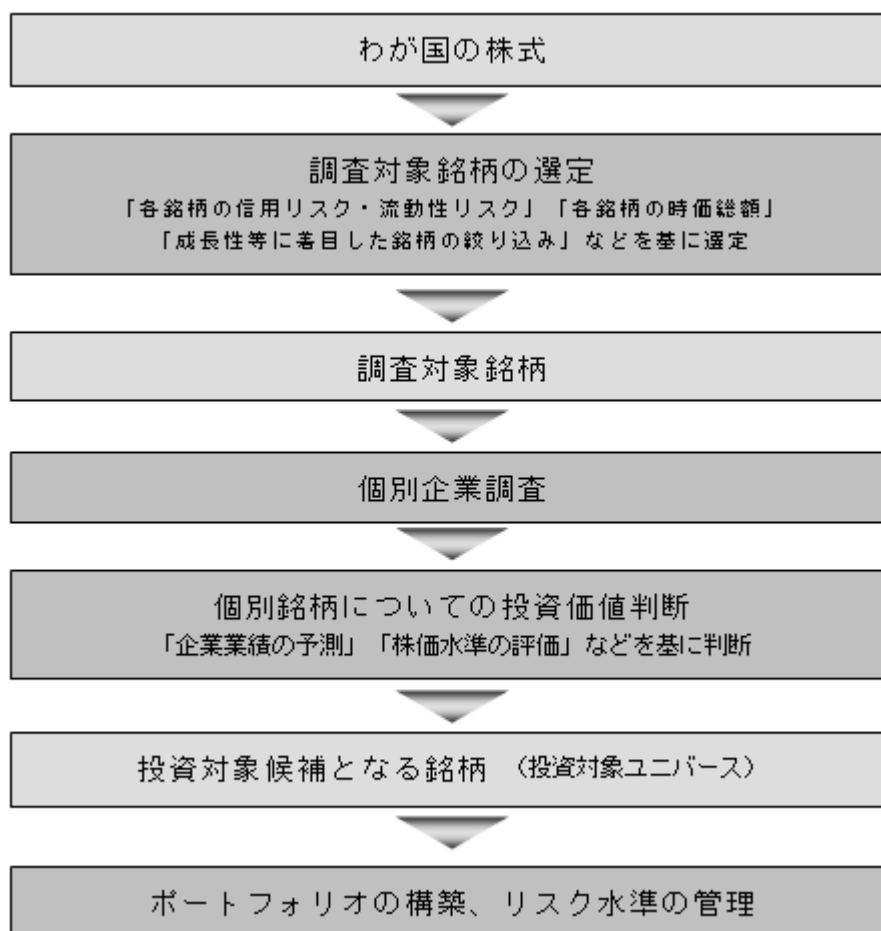 わが国の株式
調査対象銘柄の選定
「各銘柄の信用リスク・流動性リスク」「各銘柄の時価総額」
「成長性等に着目した銘柄の絞り込み」などを基に選定
調査対象銘柄
個別企業調査
個別銘柄についての投資価値判断
「企業業績の予測」「株価水準の評価」などを基に判断
投資対象候補となる銘柄（投資対象ユニバース）
ポートフォリオの構築、リスク水準の管理